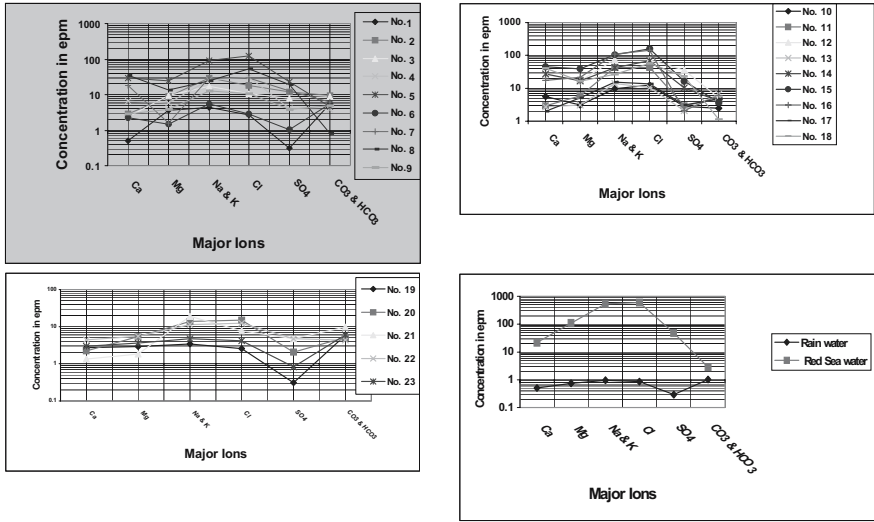 Concentration in epm
1000
100
10
1
0.1
Ca
Mg
Na & K
Cl
SO4
CO3 & HCO3
Major Ions
No.1
No. 2
No. 3
No. 4
No. 5
No. 6
No. 7
No. 8
No.9
Concentration in epm
1000
100
10
1
Ca
Mg
Na & K
Cl
SO4
CO3 & HCO3
Major Ions
No. 10
No. 11
No. 12
No. 13
No. 14
No. 15
No. 16
No. 17
No. 18
Concentration in epm
100
10
1
0.1
Ca
Mg
Na & K
Cl
SO4
CO3 & HCO3
Major Ions
No. 19
No. 20
No. 21
No. 22
No. 23
Concentration in epm
1000
100
10
1
0.1
Ca
Mg
Na & K
Cl
SO4
CO3 & HCO 3
Major Ions
Rain water
Red Sea water